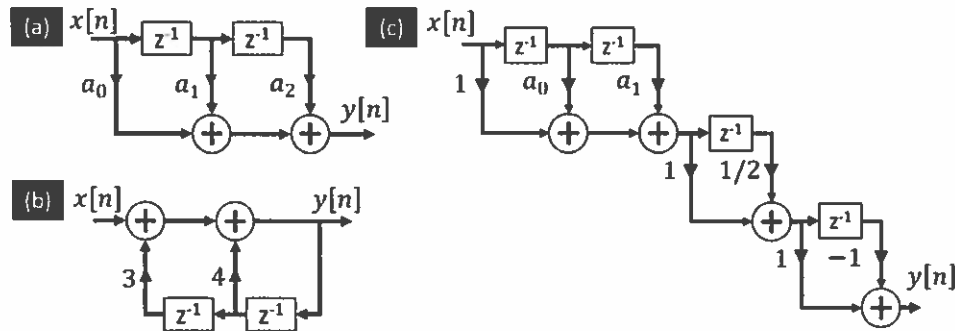 (a)
x[n]
z⁻¹
z⁻¹
a₀
a₁
a₂
+
+
y[n]
(b)
x[n]
+
+
y[n]
3
4
z⁻¹
z⁻¹
(c)
x[n]
z⁻¹
z⁻¹
1
a₀
a₁
+
+
z⁻¹
1
1/2
+
z⁻¹
1
−1
y[n]
+